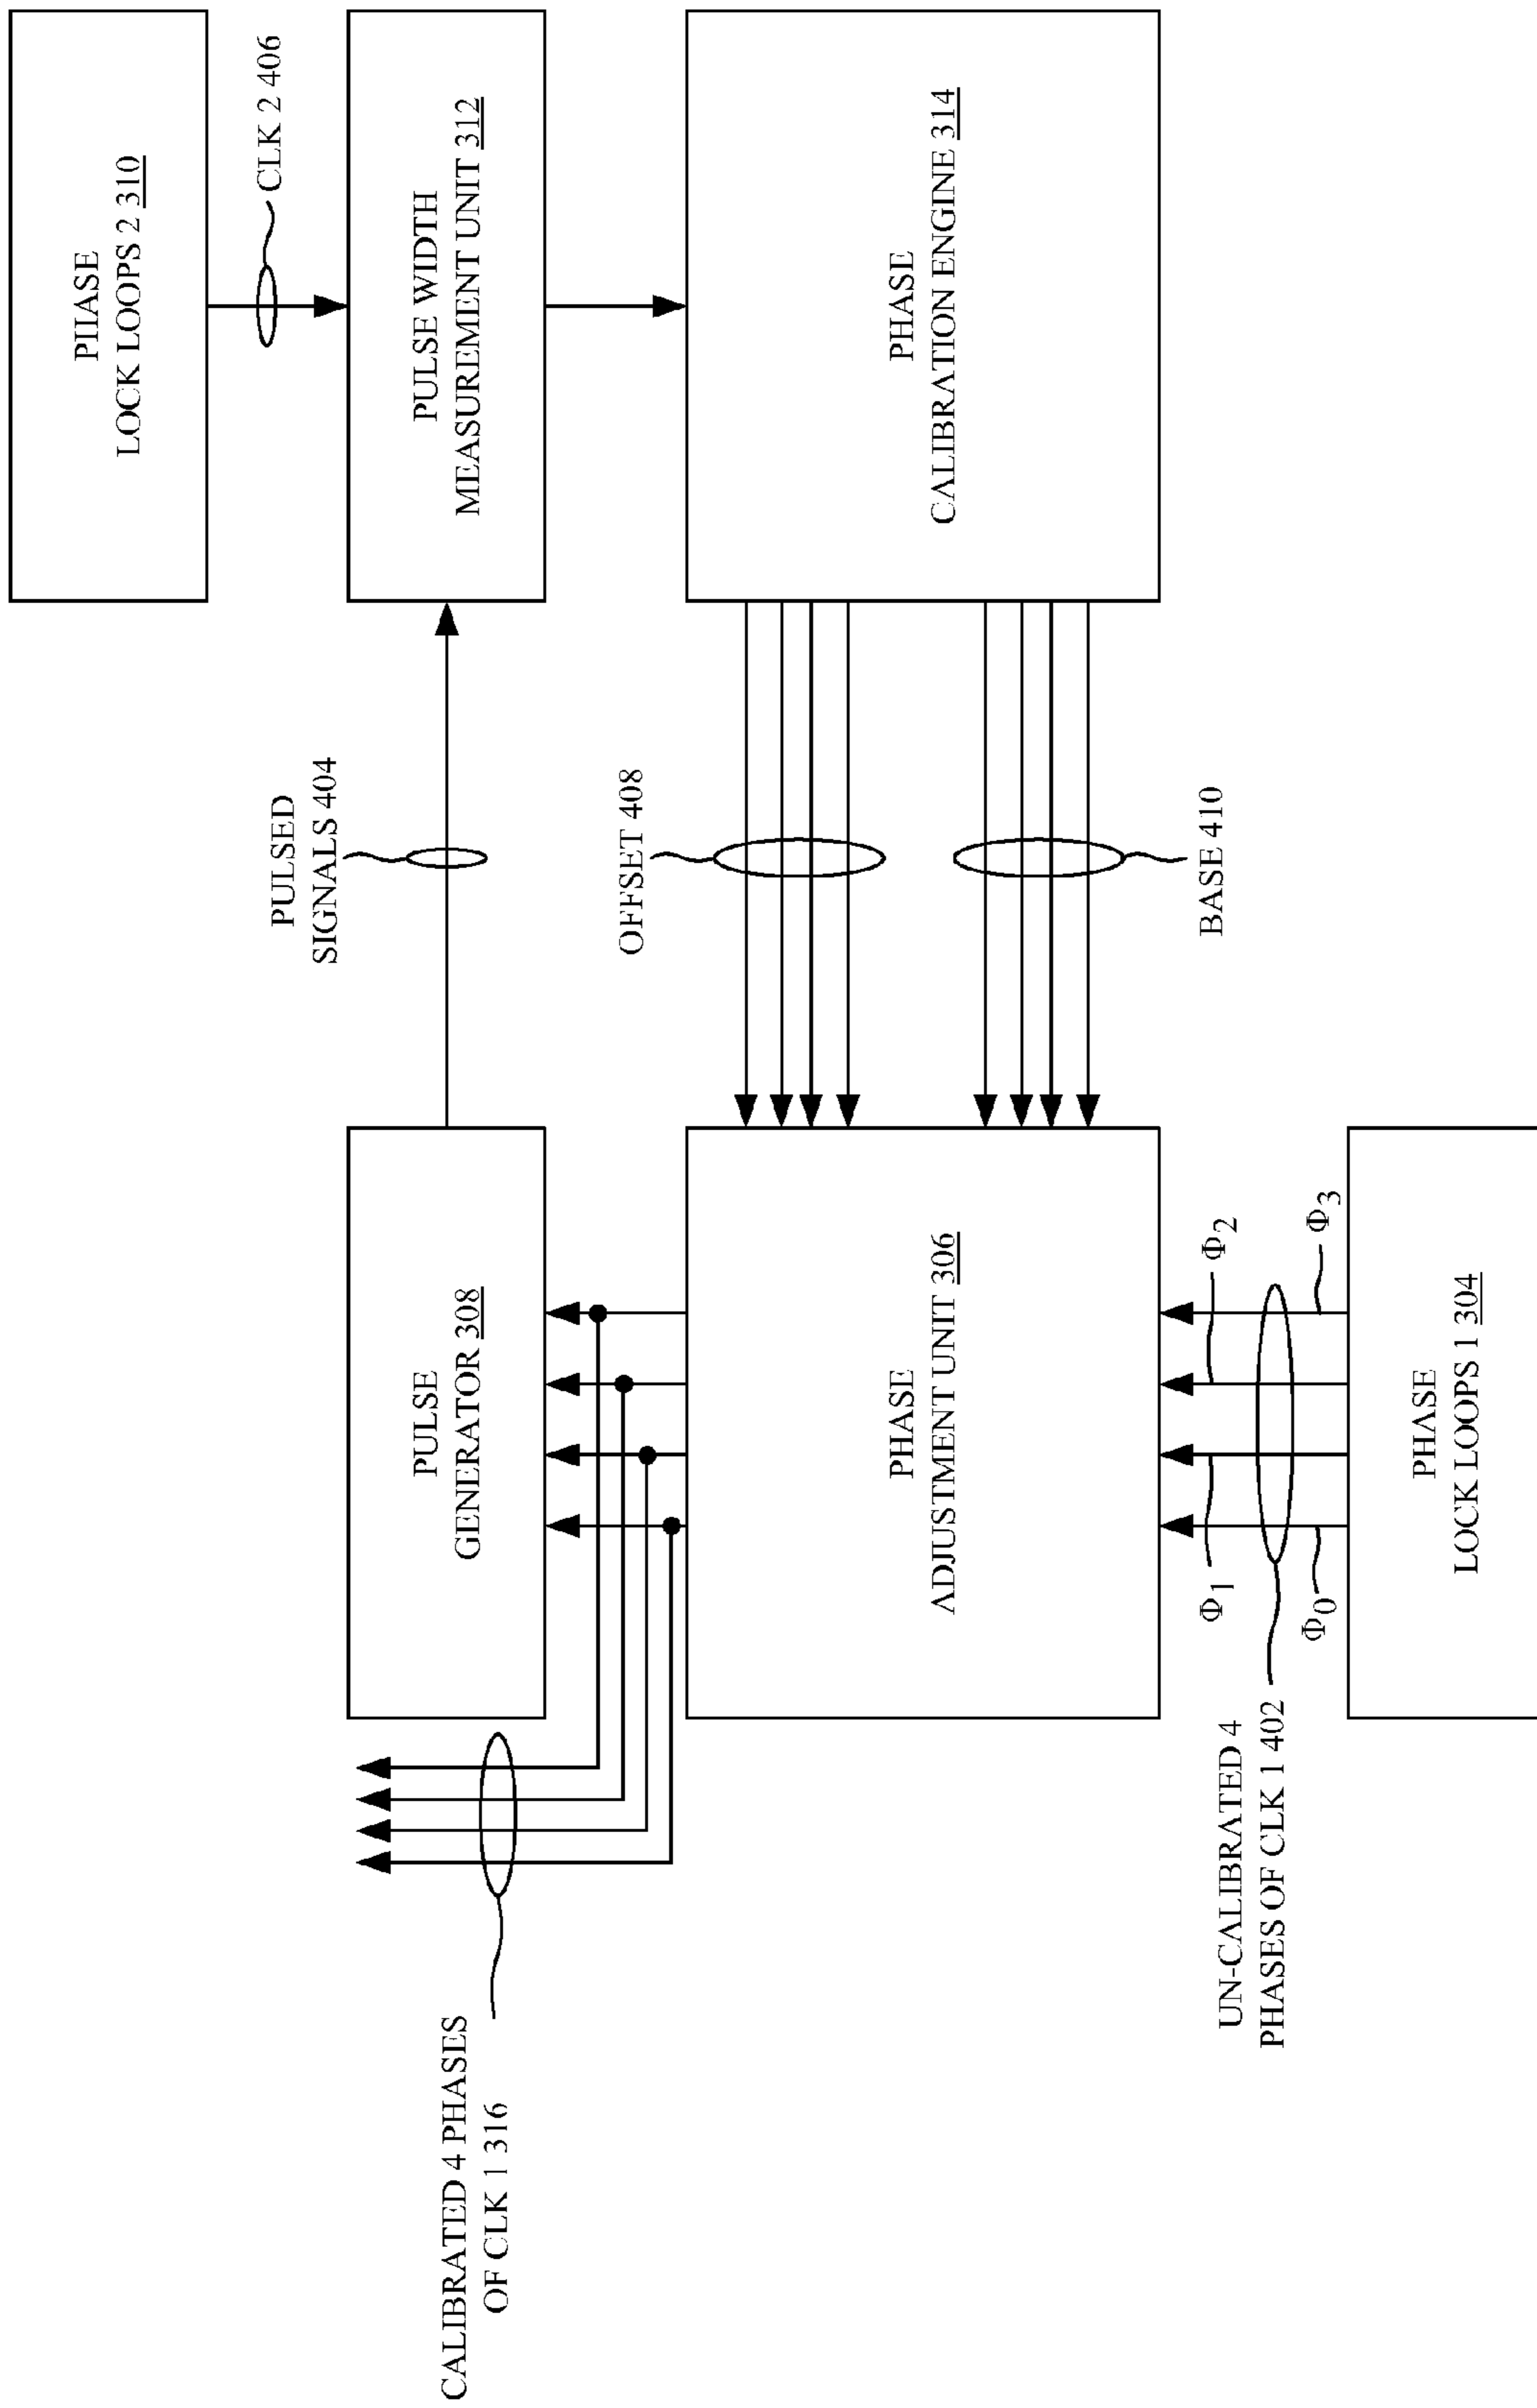 PHASE
LOCK LOOPS 2 310
CLK 2 406
PULSED
SIGNALS 404
CALIBRATED 4 PHASES
OF CLK 1 316
PULSE
GENERATOR 308
PULSE WIDTH
MEASUREMENT UNIT 312
OFFSET 408
PHASE
ADJUSTMENT UNIT 306
PHASE
CALIBRATION ENGINE 314
BASE 410
UN-CALIBRATED 4
PHASES OF CLK 1 402
Φ1
Φ2
Φ0
Φ3
PHASE
LOCK LOOPS 1 304